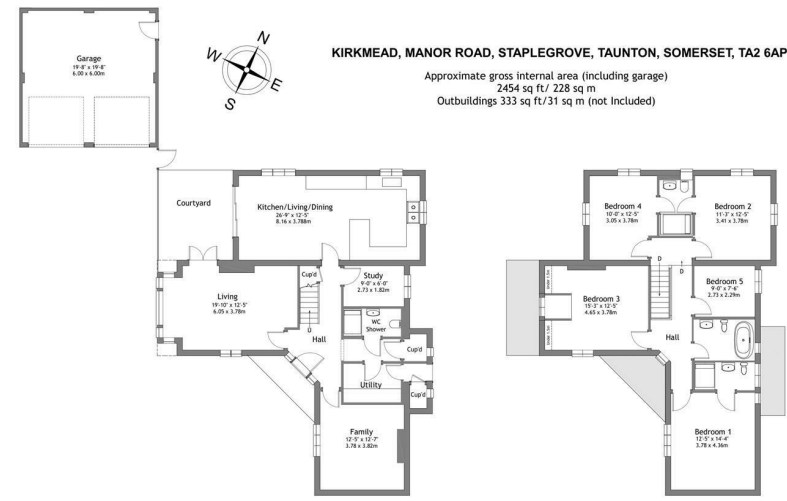 KIRKMEAD, MANOR ROAD, STAPLEGROVE, TAUNTON, SOMERSET, TA2 6AP
Approximate gross internal area (including garage)
2454 sq ft/ 228 sq m
Outbuildings 333 sq ft/31 sq m (not Included)
N
W
E
S
Garage
19'-8" x 19'-8"
6.00 x 6.00m
Courtyard
Kitchen/Living/Dining
26'-9" x 12'-5"
8.16 x 3.788m
Cup'd
Study
9'-0" x 6'-0"
2.73 x 1.82m
Living
19'-10" x 12'-5"
6.05 x 3.78m
U
Hall
WC
Shower
Cup'd
Utility
Cup'd
Family
12'-5" x 12'-7"
3.78 x 3.82m
Bedroom 4
10'-0" x 12'-5"
3.05 x 3.78m
Bedroom 2
11'-3" x 12'-5"
3.41 x 3.78m
D
D
Under 1.5m
Bedroom 3
15'-3" x 12'-5"
4.65 x 3.78m
Under 1.5m
Bedroom 5
9'-0" x 7'-6"
2.73 x 2.29m
Hall
Bedroom 1
12'-5" x 14'-4"
3.78 x 4.36m